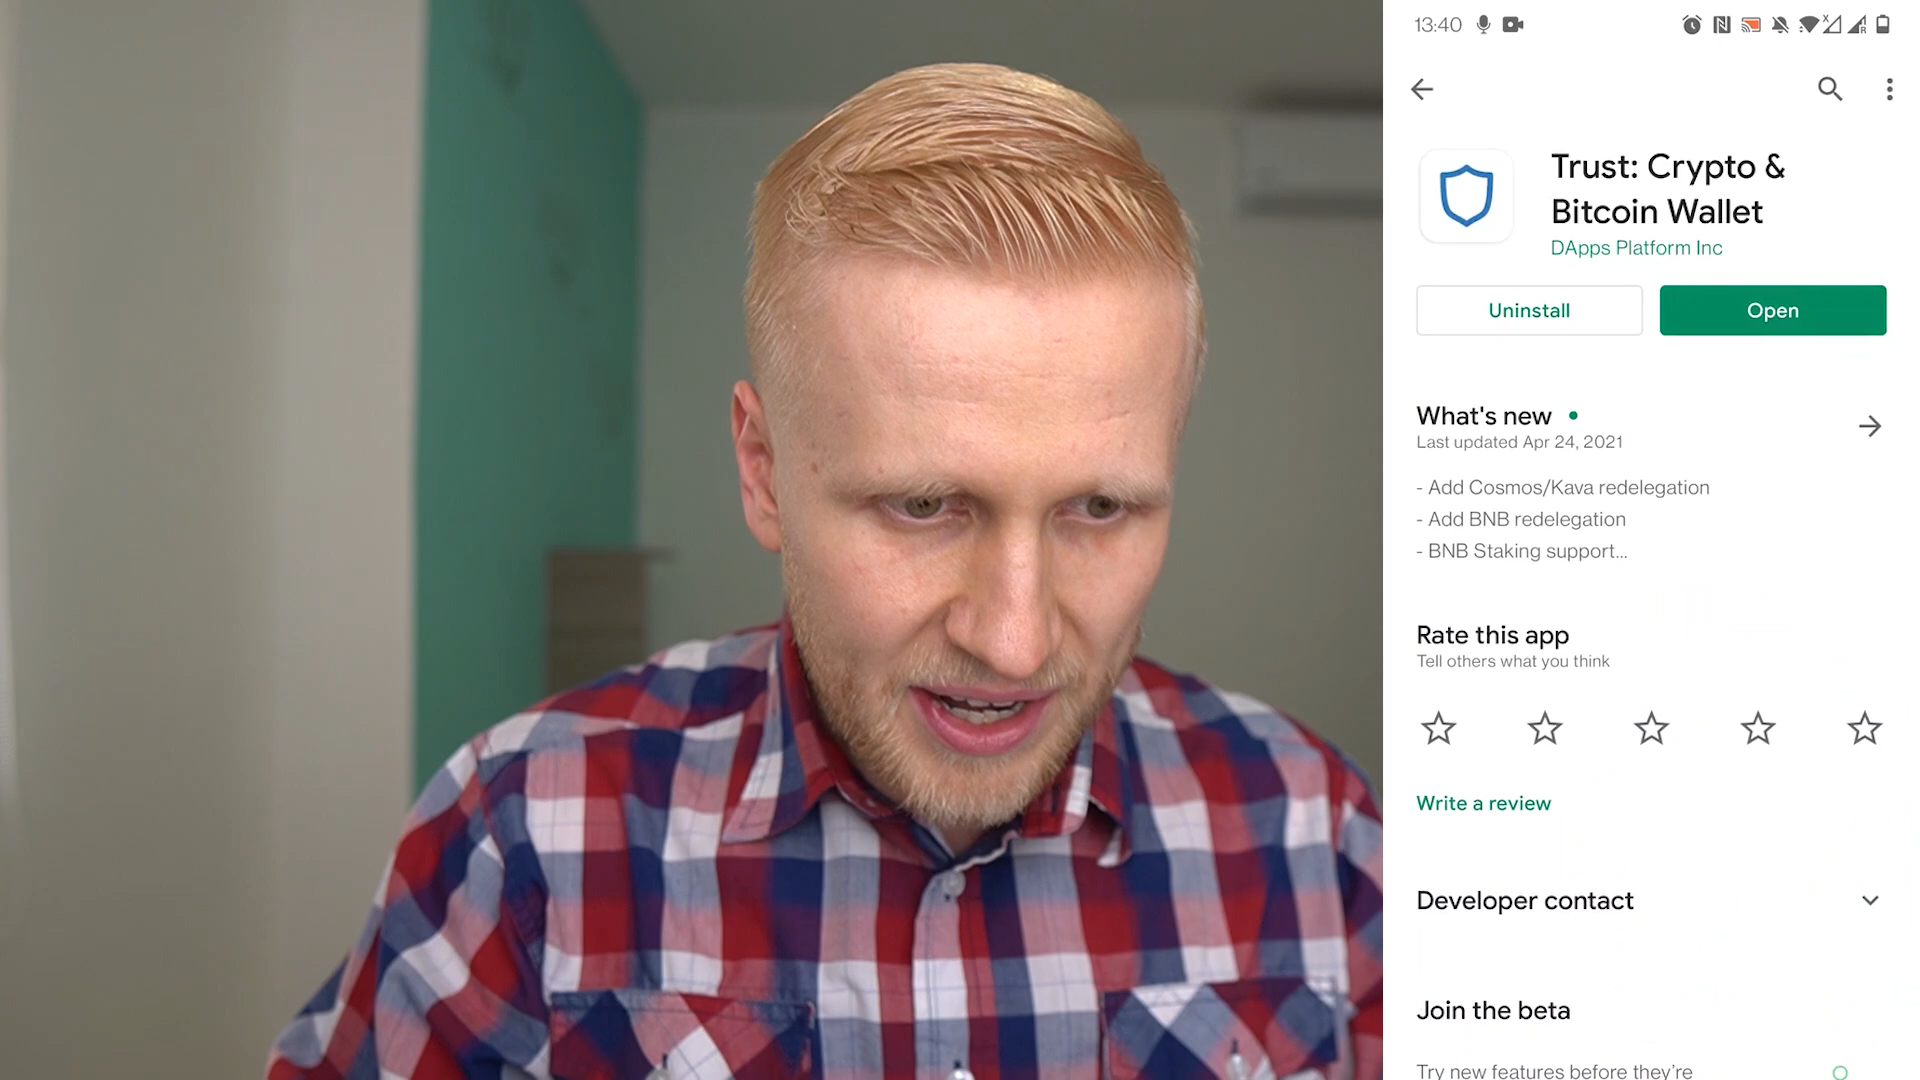 13:40
Trust: Crypto &
Bitcoin Wallet
DApps Platform Inc
Uninstall
Open
What's new
Last updated Apr 24, 2021
- Add Cosmos/Kava redelegation
- Add BNB redelegation
- BNB Staking support...
Rate this app
Tell others what you think
Write a review
Developer contact
Join the beta
Try new features before they're